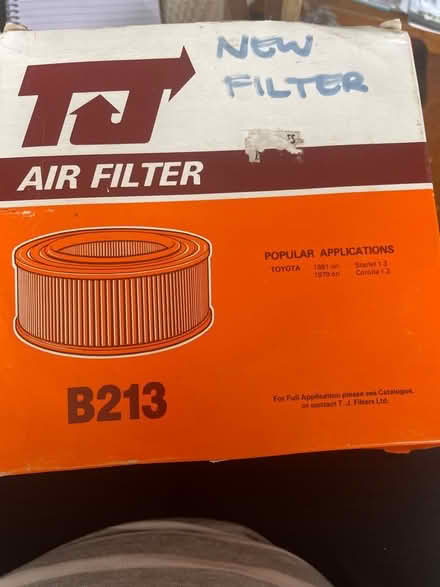 NEW
FILTER
TJ
AIR FILTER
POPULAR APPLICATIONS
TOYOTA 1981 on Starlet 1.3
1979 on Corolla 1.3
B213
For Full Application please see Catalogue,
or contact T. J. Filters Ltd.